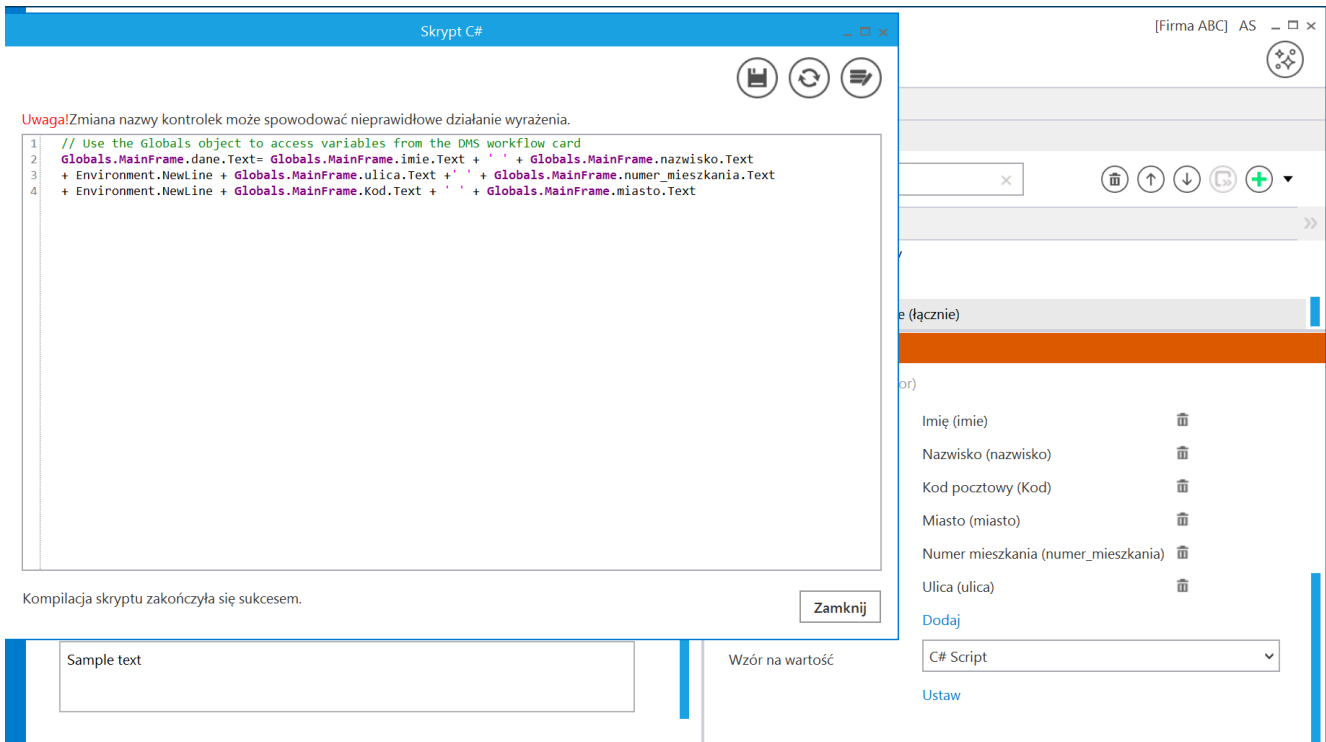 Skrypt C#
[Firma ABC] AS
Uwaga!Zmiana nazwy kontrolek może spowodować nieprawidłowe działanie wyrażenia.
1 // Use the Globals object to access variables from the DMS workflow card
2 Globals.MainFrame.dane.Text= Globals.MainFrame.imie.Text + ' ' + Globals.MainFrame.nazwisko.Text
3 + Environment.NewLine + Globals.MainFrame.ulica.Text +' ' + Globals.MainFrame.numer_mieszkania.Text
4 + Environment.NewLine + Globals.MainFrame.Kod.Text + ' ' + Globals.MainFrame.miasto.Text
e (łącznie)
or)
Imię (imie)
Nazwisko (nazwisko)
Kod pocztowy (Kod)
Miasto (miasto)
Numer mieszkania (numer_mieszkania)
Ulica (ulica)
Kompilacja skryptu zakończyła się sukcesem.
Zamknij
Dodaj
Sample text
Wzór na wartość
C# Script
Ustaw